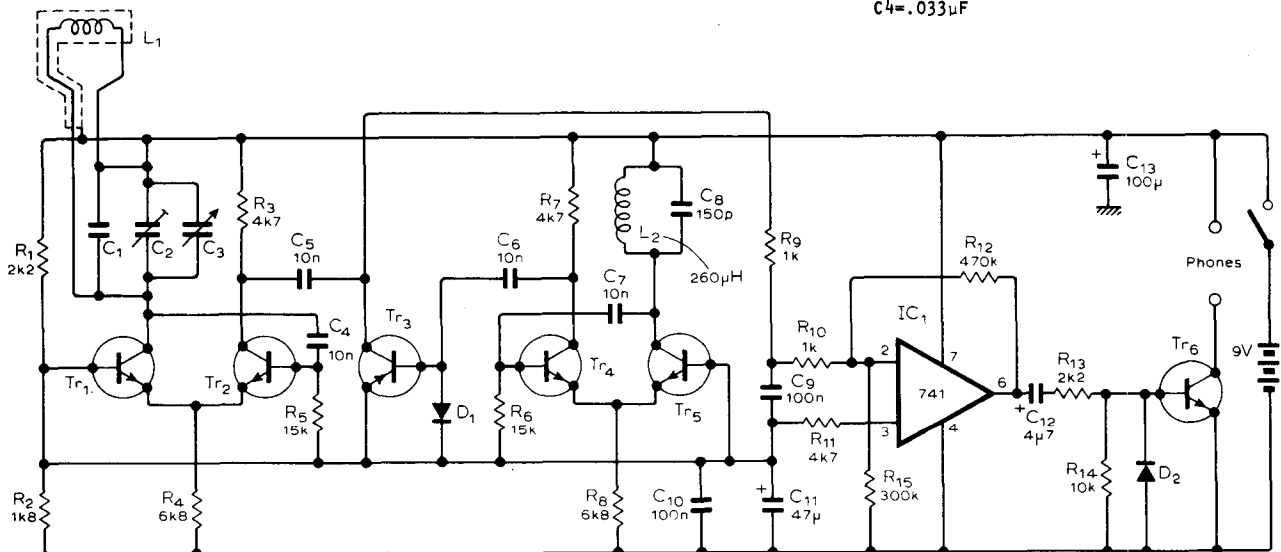 C4=.033μF
L1
R1
2k2
C1
C2
C3
R3
4k7
C5
10n
Tr1
Tr2
C4
10n
R5
15k
R2
1k8
R4
6k8
Tr3
D1
C6
10n
R6
15k
R7
4k7
C7
10n
Tr4
Tr5
L2
260μH
C8
150p
R8
6k8
C10
100n
R9
1k
R10
1k
C9
100n
R11
4k7
C11
47μ
R15
300k
R12
470k
IC1
2
7
741
6
3
4
C12
4μ7
+
R13
2k2
R14
10k
D2
Tr6
+
C13
100μ
Phones
9V
+